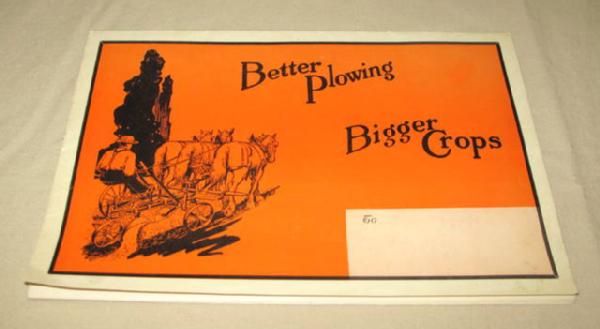 Better
Plowing
Bigger
Crops
To